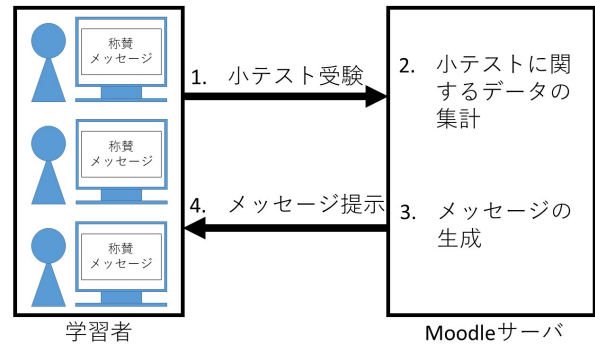 称賛
メッセージ
称賛
メッセージ
称賛
メッセージ
1. 小テスト受験
2. 小テストに関
するデータの
集計
4. メッセージ提示
3. メッセージの
生成
学習者
Moodleサーバ